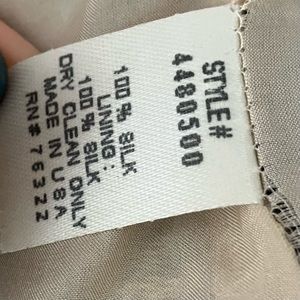 STYLE#
4480500
100% SILK
LINING:
100% SILK
DRY CLEAN ONLY
MADE IN USA
RN# 76322